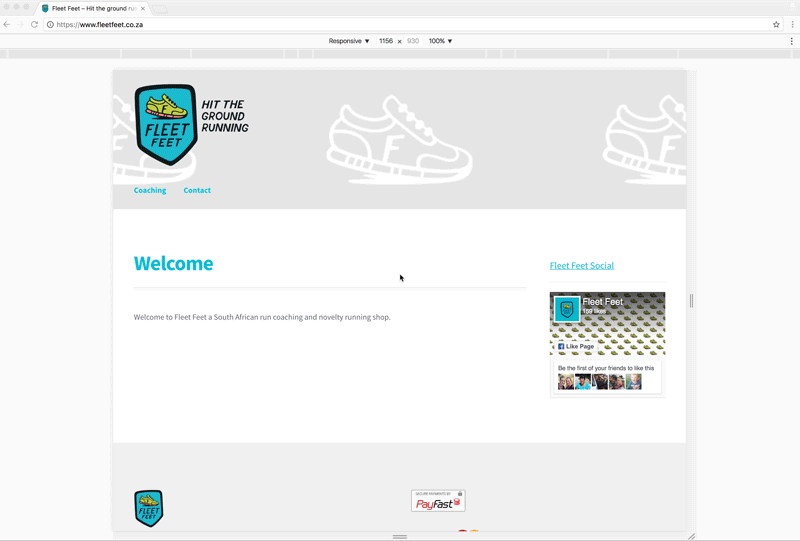 Fleet Feet – Hit the ground run
https://www.fleetfeet.co.za
Responsive ▼ 1156 × 930 100% ▼
FLEET
FEET
HIT THE
GROUND
RUNNING
Coaching Contact
Welcome
Welcome to Fleet Feet a South African run coaching and novelty running shop.
Fleet Feet Social
Fleet Feet
159 likes
Like Page
Be the first of your friends to like this
FLEET
FEET
SECURE PAYMENTS BY
PayFast